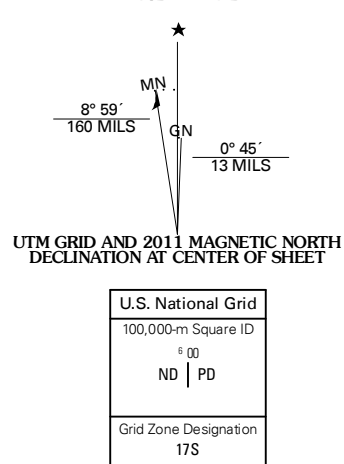 ★
MN
GN
8° 59´
160 MILS
0° 45´
13 MILS
UTM GRID AND 2011 MAGNETIC NORTH
DECLINATION AT CENTER OF SHEET
U.S. National Grid
100,000-m Square ID
6 00
ND | PD
Grid Zone Designation
17S